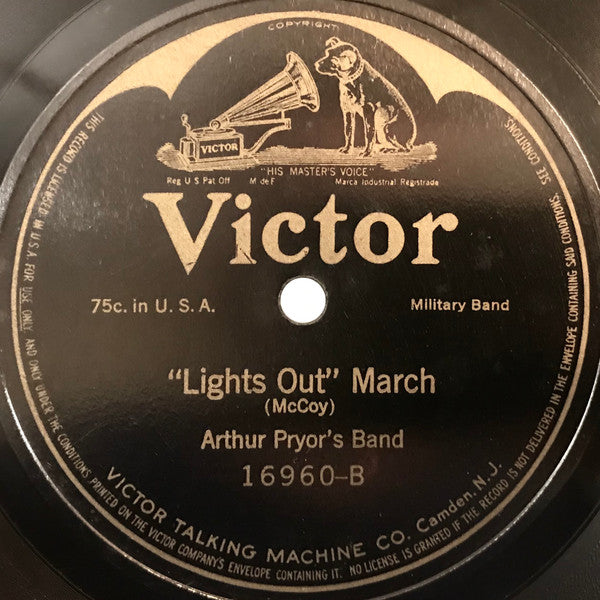 COPYRIGHT
VICTOR
"HIS MASTER'S VOICE"
Reg U S Pat Off M de F Marca Industrial Registrada
Victor
75c. in U. S. A. Military Band
"Lights Out" March
(McCoy)
Arthur Pryor's Band
16960-B
VICTOR TALKING MACHINE CO. Camden, N. J.
THIS RECORD IS LICENSED IN U.S.A. FOR USE ONLY, AND ONLY UNDER THE CONDITIONS PRINTED ON THE VICTOR COMPANY'S ENVELOPE CONTAINING IT. NO LICENSE IS GRANTED IF THE RECORD IS NOT DELIVERED IN THE ENVELOPE CONTAINING SAID CONDITIONS. SEE CONDITIONS.